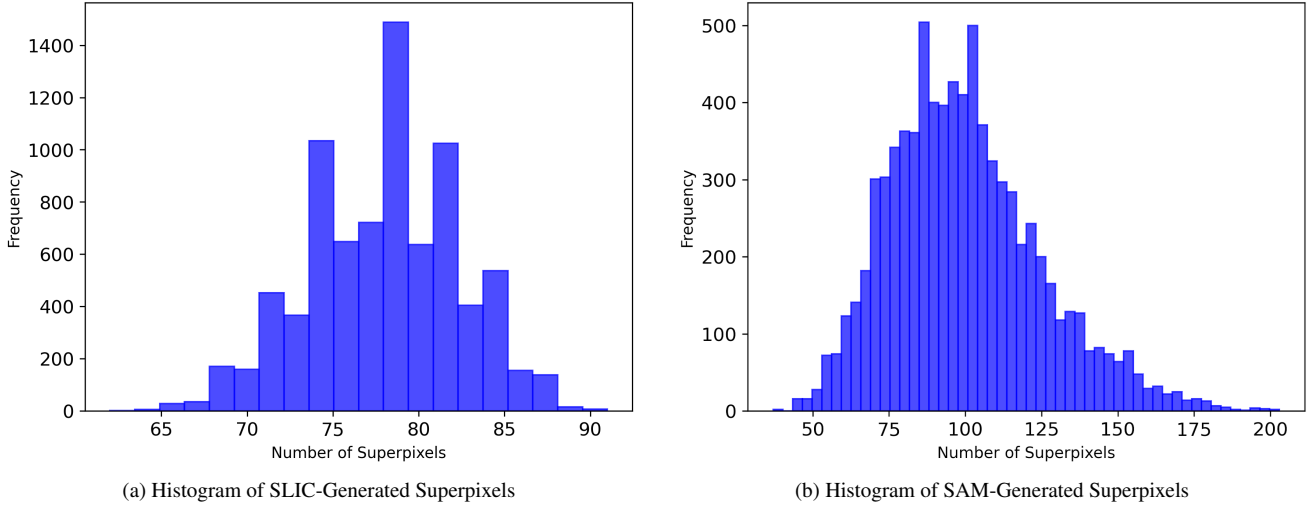 1400
1200
1000
800
600
400
200
0
Frequency
65 70 75 80 85 90
Number of Superpixels
(a) Histogram of SLIC-Generated Superpixels
500
400
300
200
100
0
Frequency
50 75 100 125 150 175 200
Number of Superpixels
(b) Histogram of SAM-Generated Superpixels